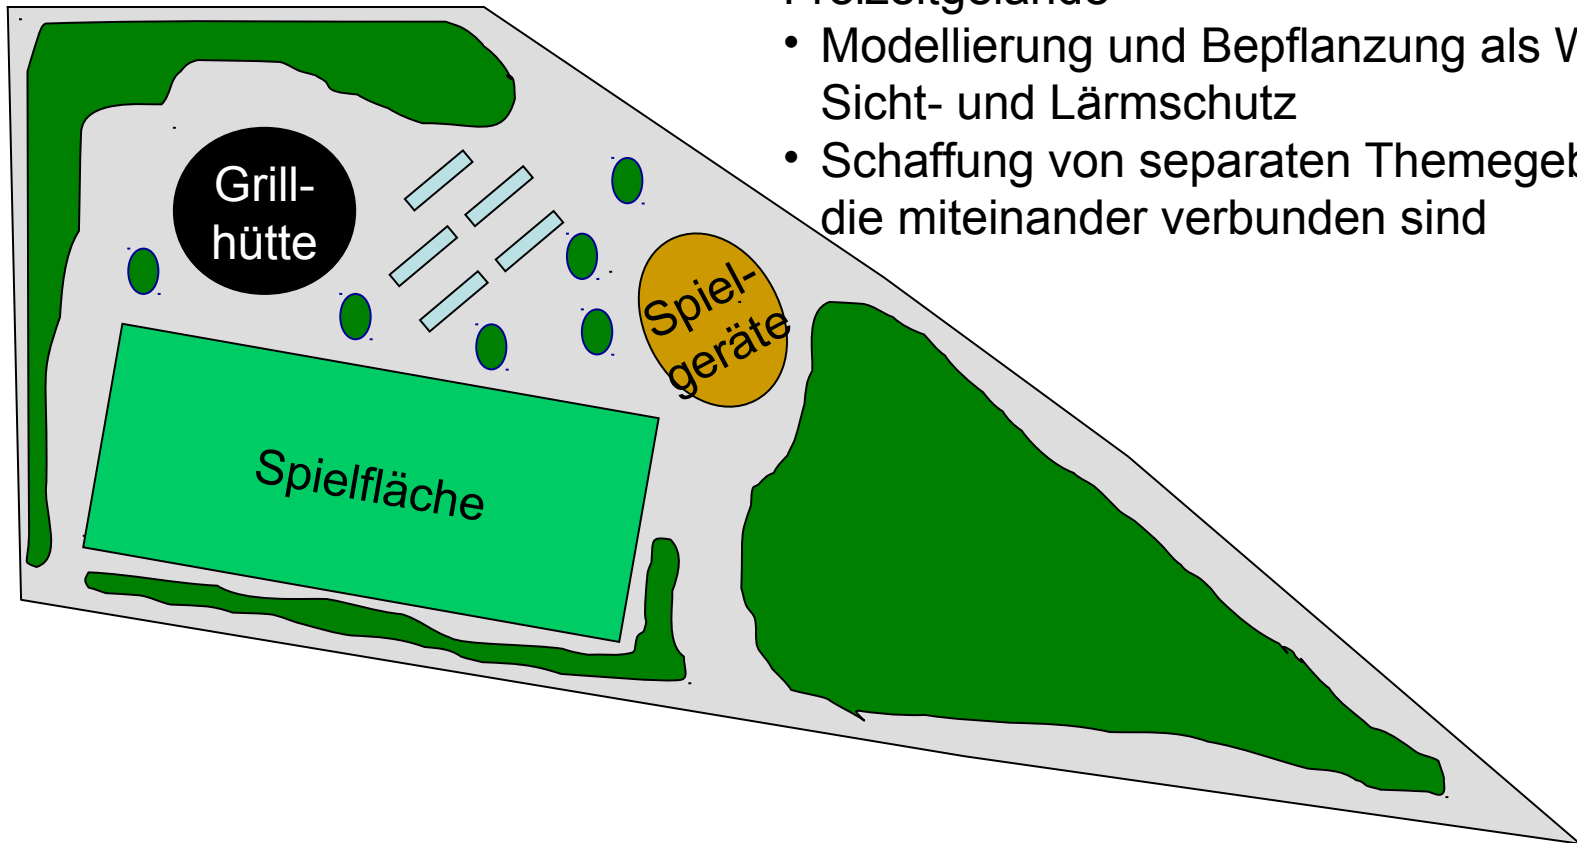 • Modellierung und Bepflanzung als
Sicht- und Lärmschutz
• Schaffung von separaten
die miteinander verbunden sind
Grill-
hütte
Spiel-
geräte
Spielfläche